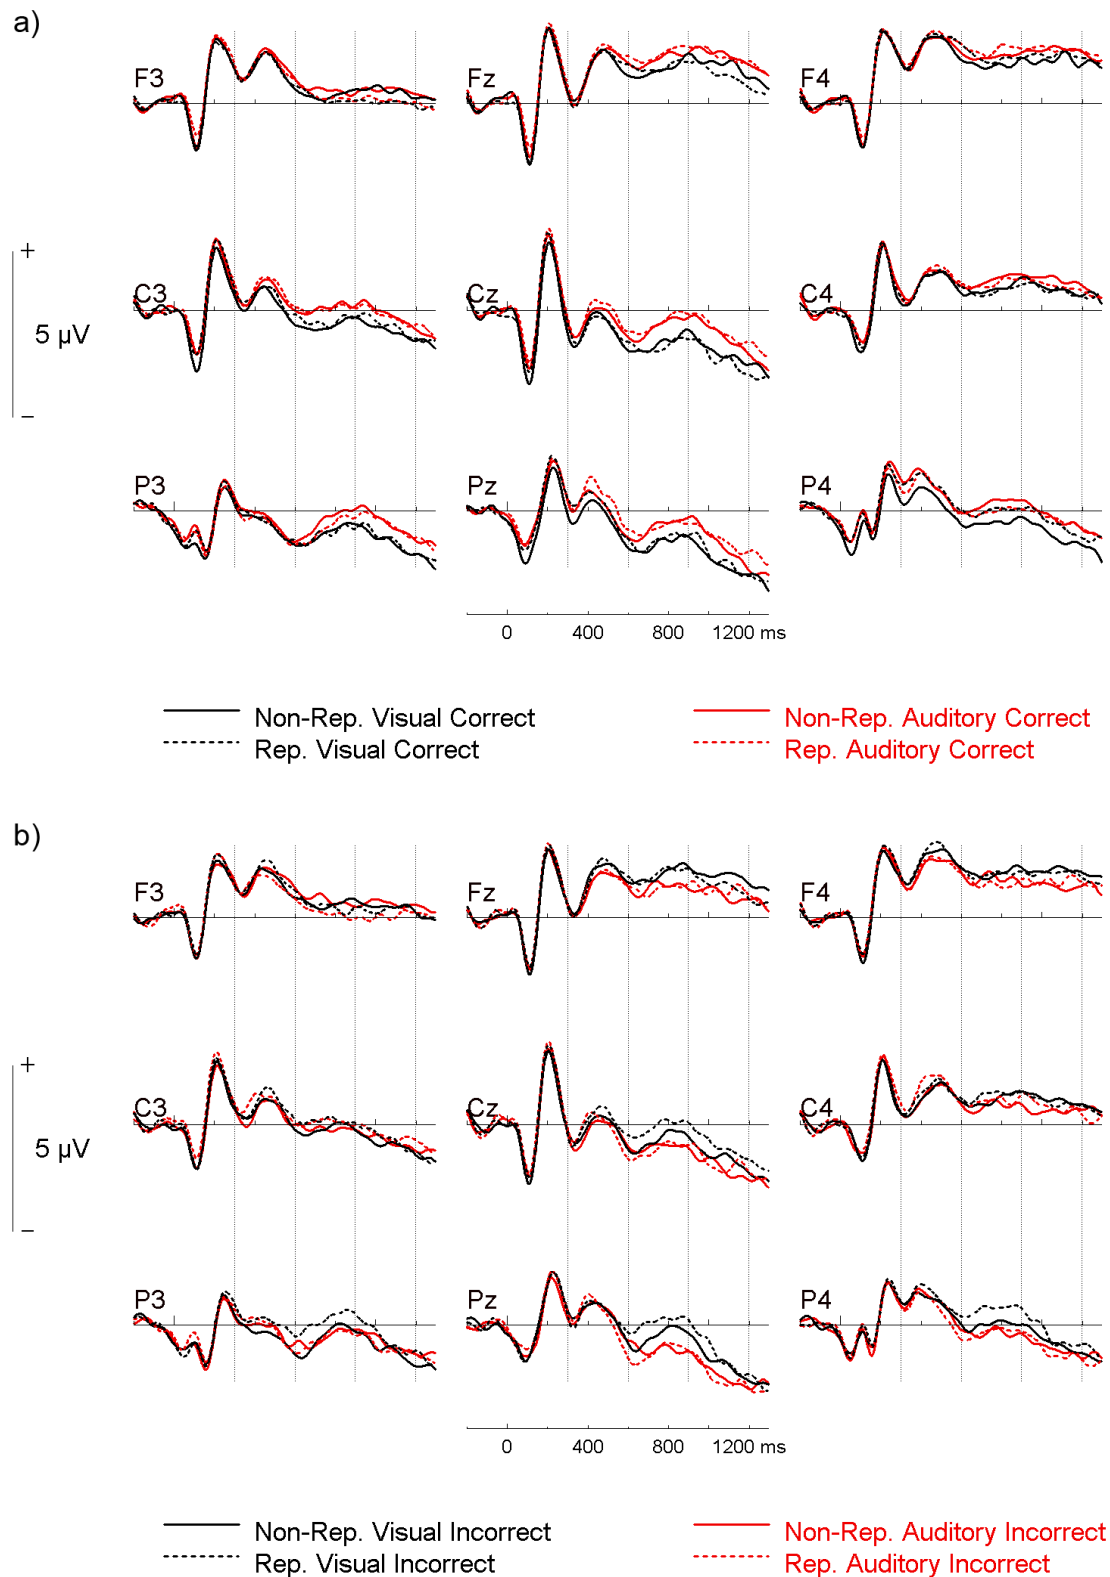 a)
F3 Fz F4
+
C3 Cz C4
5 µV
−
P3 Pz P4
0 400 800 1200 ms
Non-Rep. Visual Correct Non-Rep. Auditory Correct
Rep. Visual Correct Rep. Auditory Correct
b)
F3 Fz F4
+
C3 Cz C4
5 µV
−
P3 Pz P4
0 400 800 1200 ms
Non-Rep. Visual Incorrect Non-Rep. Auditory Incorrect
Rep. Visual Incorrect Rep. Auditory Incorrect